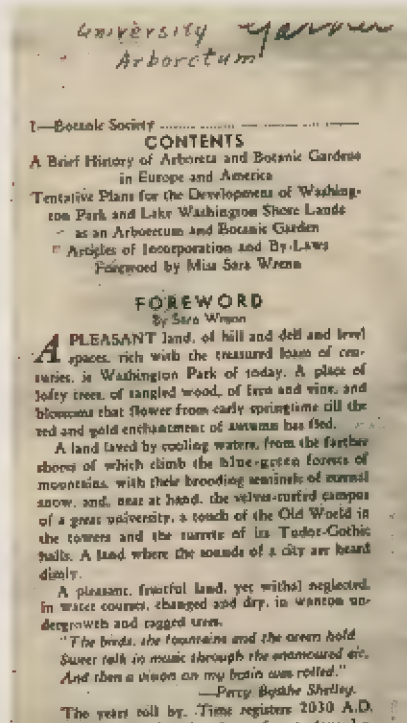 University
Arboretum
1—Botanic Society
CONTENTS
A Brief History of Arboreta and Botanic Gardens
in Europe and America
Tentative Plans for the Development of Washing-
ton Park and Lake Washington Shore Lands
as an Arboretum and Botanic Garden
Articles of Incorporation and By-Laws
Foreword by Miss Sara Wrenn
FOREWORD
By Sara Wrenn
A PLEASANT land, of hill and dell and level
spaces, rich with the treasured loam of cen-
turies, is Washington Park of today. A place of
lofty trees, of tangled wood, of fern and vine, and
blossoms that flower from early springtime till the
red and gold enchantment of autumn has fled.
A land laved by cooling waters, from the farther
shores of which climb the blue-green forests of
mountains, with their brooding sentinels of eternal
snow, and, near at hand, the velvet-turfed campus
of a great university, a touch of the Old World in
the towers and the turrets of its Tudor-Gothic
halls. A land where the sounds of a city are heard
dimly.
A pleasant, fruitful land, yet withal neglected,
in water courses, changed and dry, in wanton un-
dergrowth and ragged trees.
"The birds, the fountains and the ocean hold
Sweet talk in music through the enamoured air,
And then a vision on my brain was rolled."
—Percy Bysshe Shelley.
The years roll by. Time registers 2030 A.D.